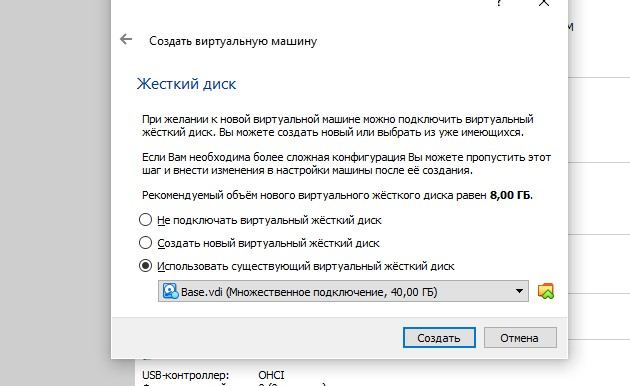 ?
Создать виртуальную машину
м
Жесткий диск
При желании к новой виртуальной машине можно подключить виртуальный
жёсткий диск. Вы можете создать новый или выбрать из уже имеющихся.
Если Вам необходима более сложная конфигурация Вы можете пропустить этот
шаг и внести изменения в настройки машины после её создания.
Рекомендуемый объём нового виртуального жёсткого диска равен 8,00 ГБ.
Не подключать виртуальный жёсткий диск
Создать новый виртуальный жёсткий диск
Использовать существующий виртуальный жёсткий диск
Base.vdi (Множественное подключение, 40,00 ГБ)
Создать
Отмена
USB-контроллер: OHCI